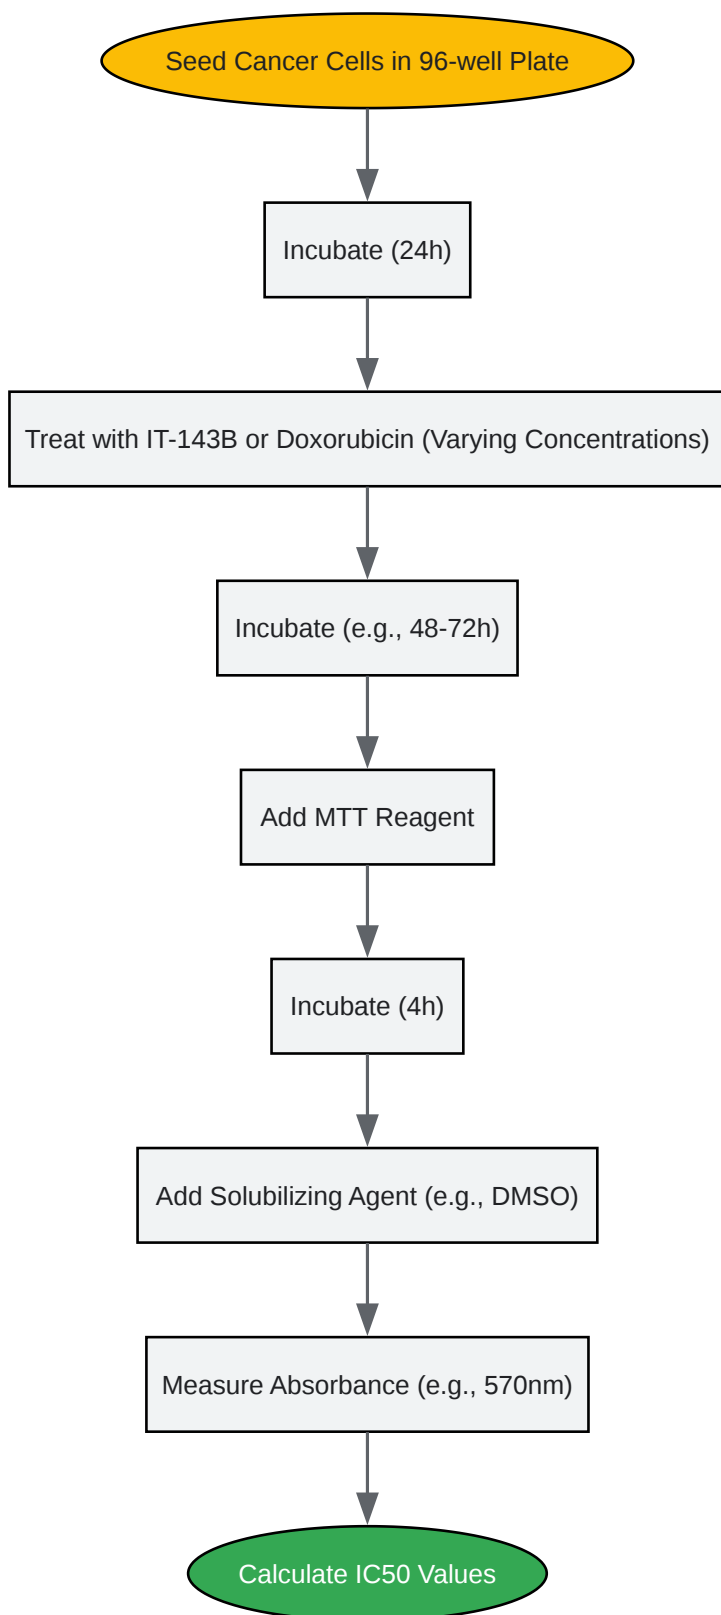 Seed Cancer Cells in 96-well Plate
Incubate (24h)
Treat with IT-143B or Doxorubicin (Varying Concentrations)
Incubate (e.g., 48-72h)
Add MTT Reagent
Incubate (4h)
Add Solubilizing Agent (e.g., DMSO)
Measure Absorbance (e.g., 570nm)
Calculate IC50 Values